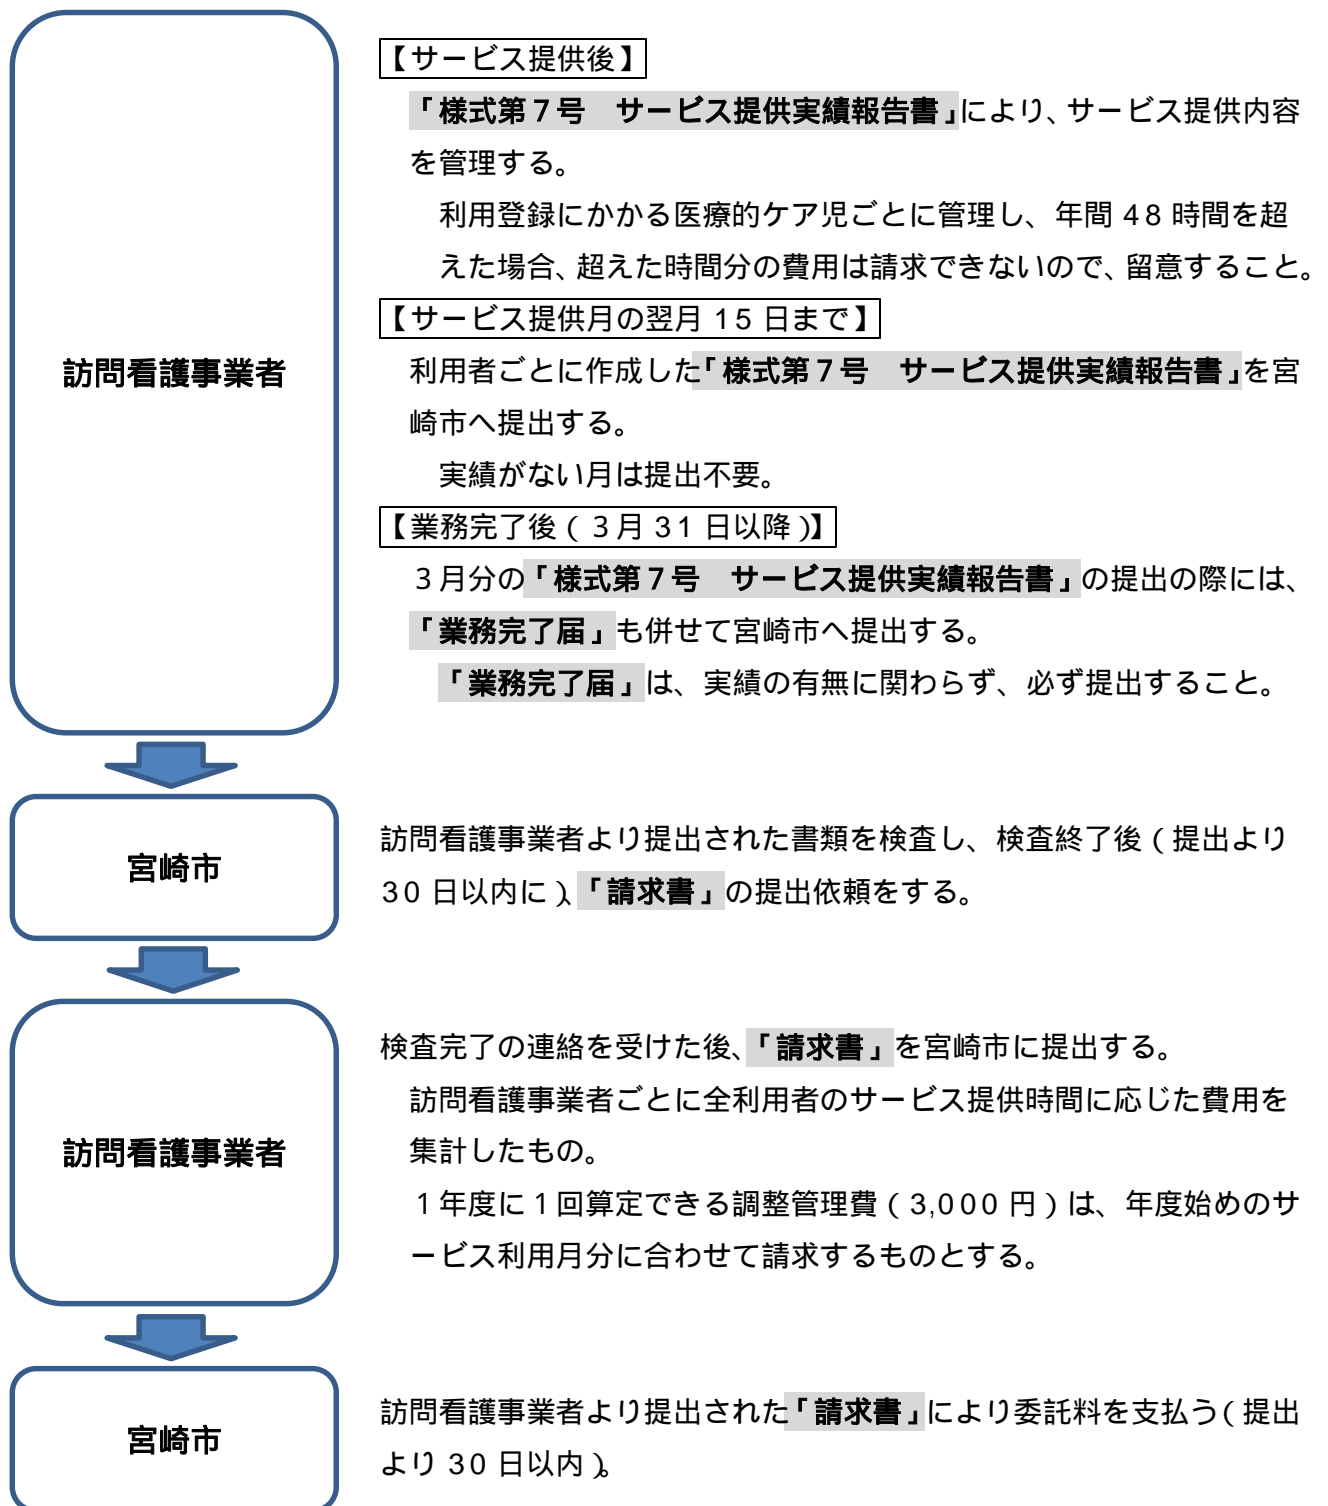 訪問看護事業者
【サービス提供後】
「様式第７号　サービス提供実績報告書」により、サービス提供内容
を管理する。
利用登録にかかる医療的ケア児ごとに管理し、年間 48 時間を超
えた場合、超えた時間分の費用は請求できないので、留意すること。
【サービス提供月の翌月 15 日まで】
利用者ごとに作成した「様式第７号　サービス提供実績報告書」を宮
崎市へ提出する。
実績がない月は提出不要。
【業務完了後（３月 31 日以降）】
３月分の「様式第７号　サービス提供実績報告書」の提出の際には、
「業務完了届」も併せて宮崎市へ提出する。
「業務完了届」は、実績の有無に関わらず、必ず提出すること。
宮崎市
訪問看護事業者より提出された書類を検査し、検査終了後（提出より
30 日以内に）、「請求書」の提出依頼をする。
訪問看護事業者
検査完了の連絡を受けた後、「請求書」を宮崎市に提出する。
訪問看護事業者ごとに全利用者のサービス提供時間に応じた費用を
集計したもの。
１年度に１回算定できる調整管理費（3,000 円）は、年度始めのサ
ービス利用月分に合わせて請求するものとする。
宮崎市
訪問看護事業者より提出された「請求書」により委託料を支払う（提出
より 30 日以内）。